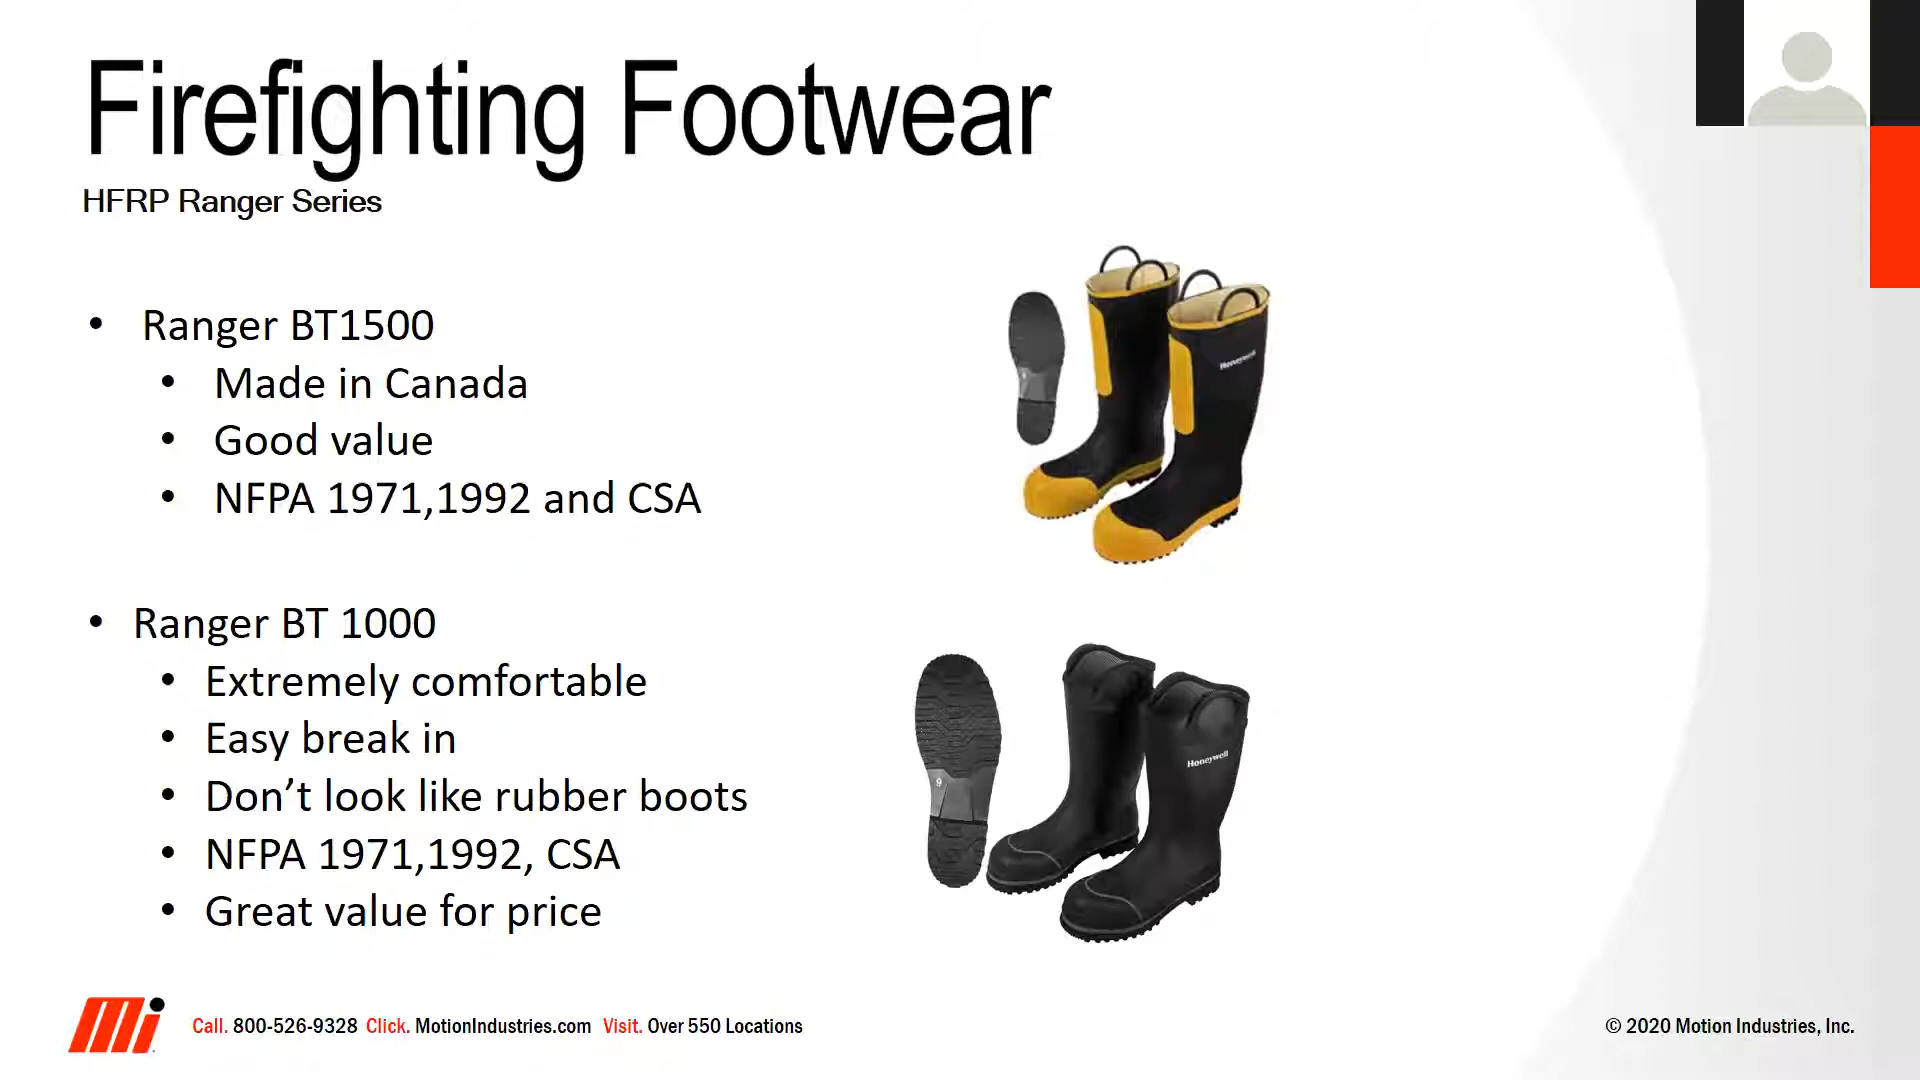 Firefighting Footwear
HFRP Ranger Series
• Ranger BT1500
• Made in Canada
• Good value
• NFPA 1971,1992 and CSA
• Ranger BT 1000
• Extremely comfortable
• Easy break in
• Don’t look like rubber boots
• NFPA 1971,1992, CSA
• Great value for price
Honeywell
9
Honeywell
Mi
Call. 800-526-9328 Click. MotionIndustries.com Visit. Over 550 Locations
© 2020 Motion Industries, Inc.